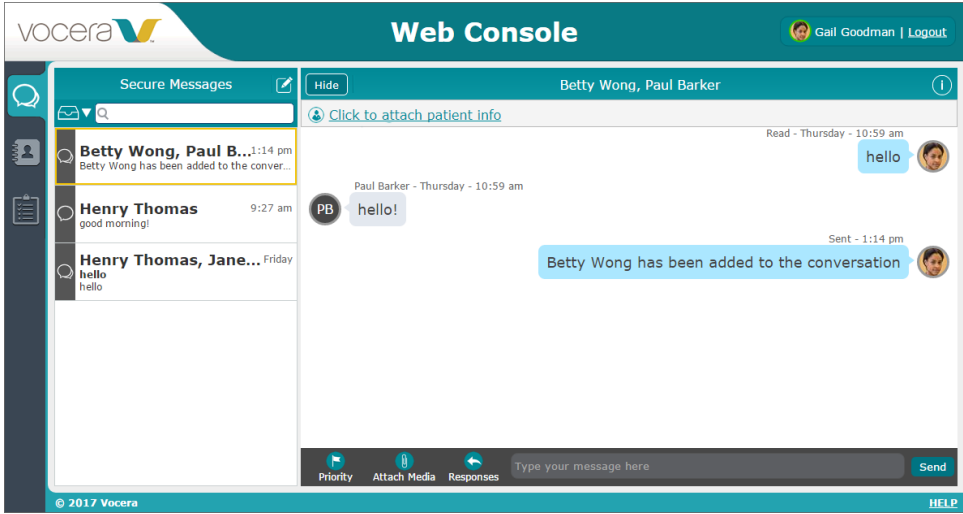 vocera
Web Console
Gail Goodman | Logout
Secure Messages
Betty Wong, Paul B... 1:14 pm
Betty Wong has been added to the conver...
Henry Thomas 9:27 am
good morning!
Henry Thomas, Jane... Friday
hello
hello
Hide
Betty Wong, Paul Barker
i
Click to attach patient info
Read - Thursday - 10:59 am
hello
Paul Barker - Thursday - 10:59 am
PB
hello!
Sent - 1:14 pm
Betty Wong has been added to the conversation
Priority
Attach Media
Responses
Type your message here
Send
© 2017 Vocera
HELP